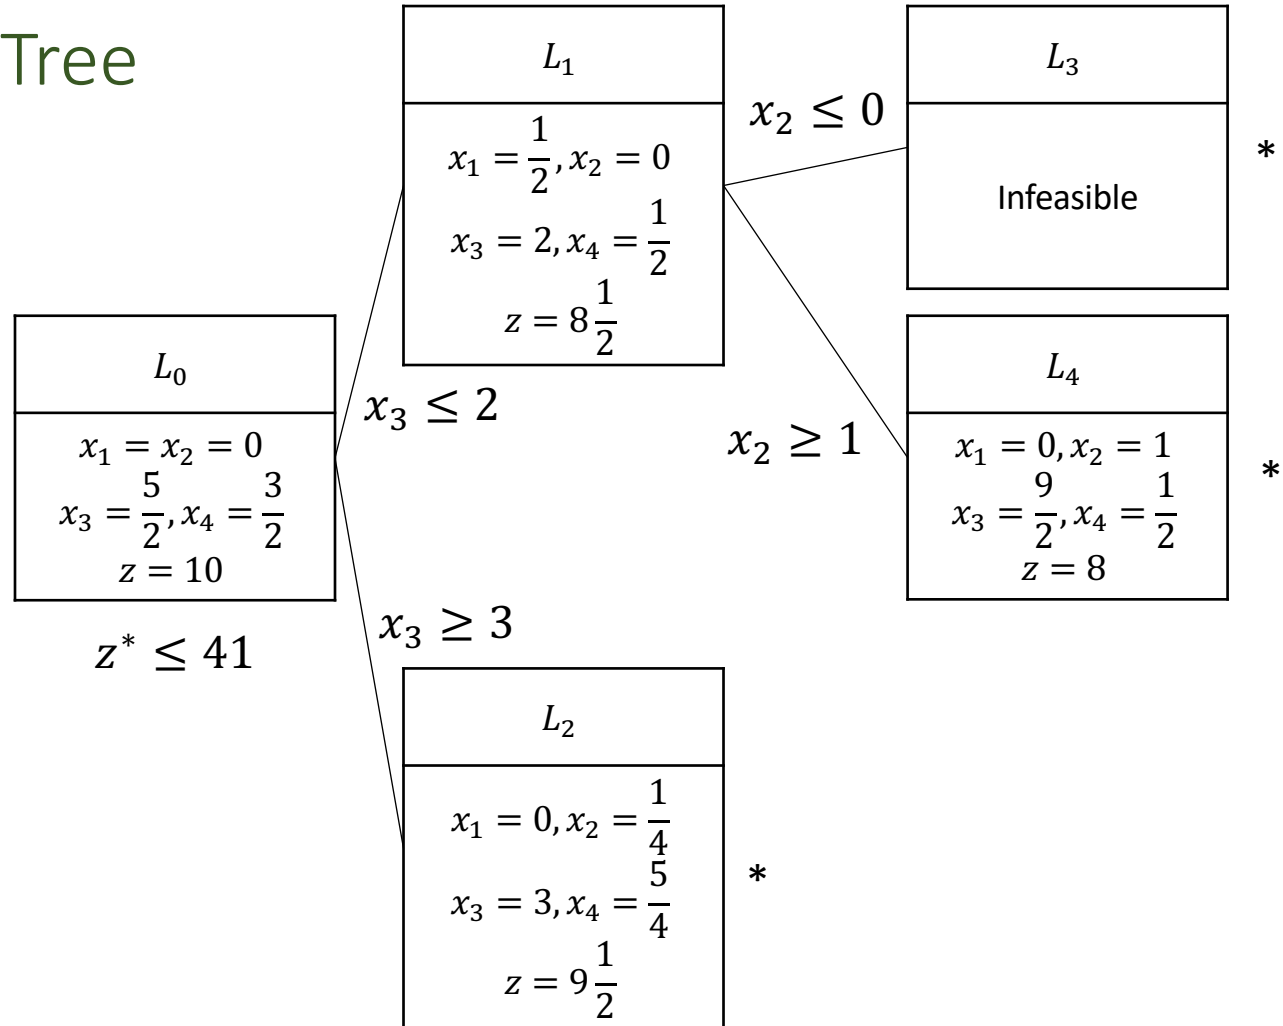 Tree
L₀
x₁ = x₂ = 0
x₃ = 5/2, x₄ = 3/2
z = 10
z* ≤ 41
x₃ ≤ 2
x₃ ≥ 3
L₁
x₁ = 1/2, x₂ = 0
x₃ = 2, x₄ = 1/2
z = 8 1/2
L₂
x₁ = 0, x₂ = 1/4
x₃ = 3, x₄ = 5/4
z = 9 1/2
*
x₂ ≤ 0
x₂ ≥ 1
L₃
Infeasible
*
L₄
x₁ = 0, x₂ = 1
x₃ = 9/2, x₄ = 1/2
z = 8
*